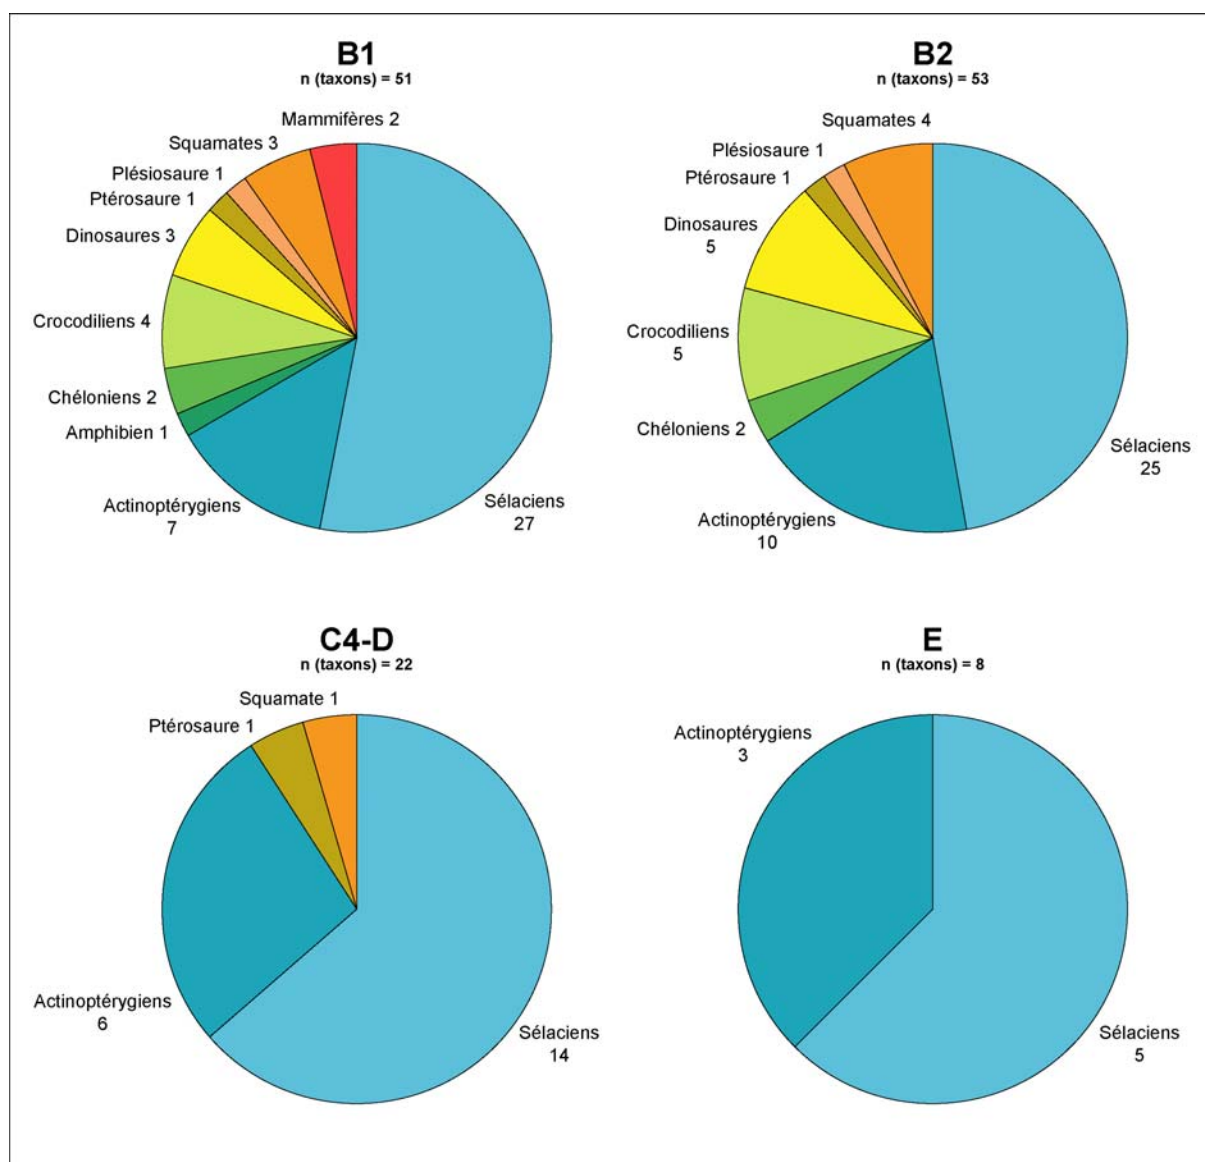 B1
n (taxons) = 51
Mammifères 2
Squamates 3
Plésiosaure 1
Ptérosaure 1
Dinosaures 3
Crocodiliens 4
Chéloniens 2
Amphibien 1
Actinoptérygiens
7
Sélaciens
27
B2
n (taxons) = 53
Squamates 4
Plésiosaure 1
Ptérosaure 1
Dinosaures
5
Crocodiliens
5
Chéloniens 2
Actinoptérygiens
10
Sélaciens
25
C4-D
n (taxons) = 22
Squamate 1
Ptérosaure 1
Actinoptérygiens
6
Sélaciens
14
E
n (taxons) = 8
Actinoptérygiens
3
Sélaciens
5